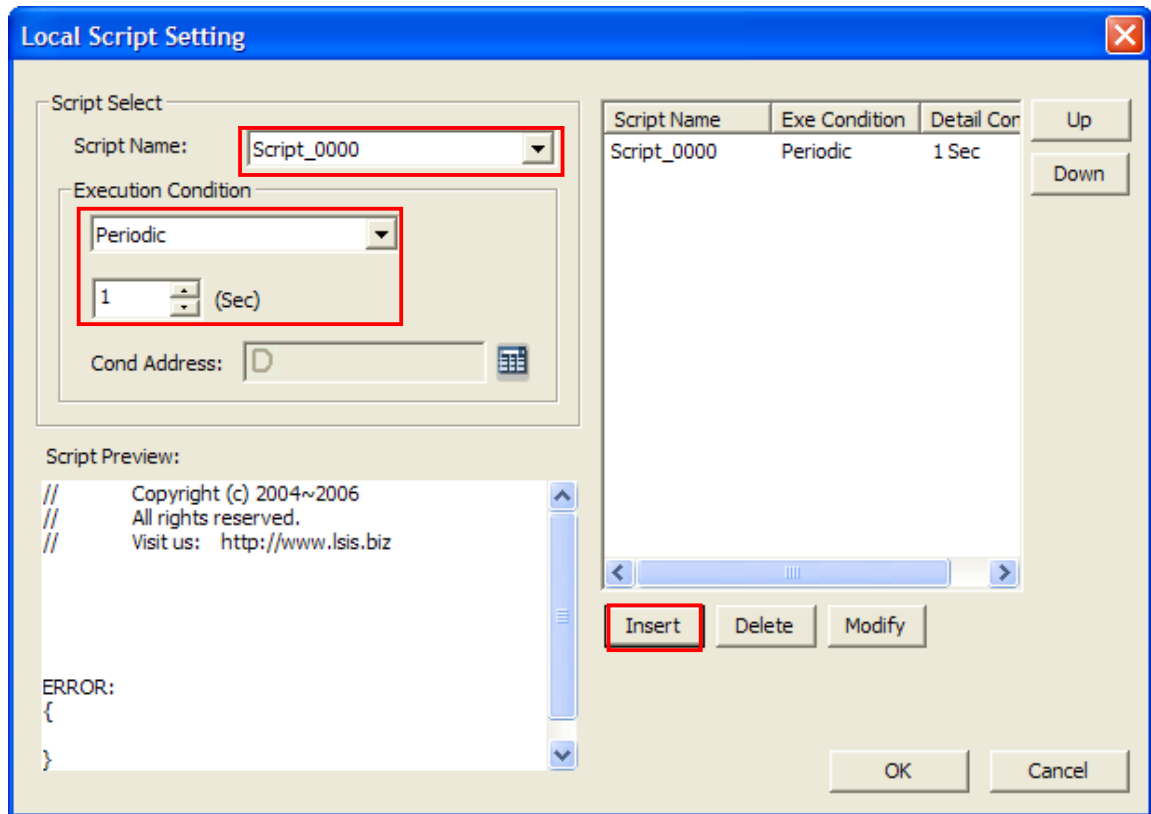 Local Script Setting
Script Select
Script Name: Script_0000
Execution Condition
Periodic
1 (Sec)
Cond Address: D
Script Preview:
// Copyright (c) 2004~2006
// All rights reserved.
// Visit us: http://www.lsis.biz
ERROR:
{
}
Script Name Exe Condition Detail Con
Script_0000 Periodic 1 Sec
Up
Down
Insert Delete Modify
OK Cancel